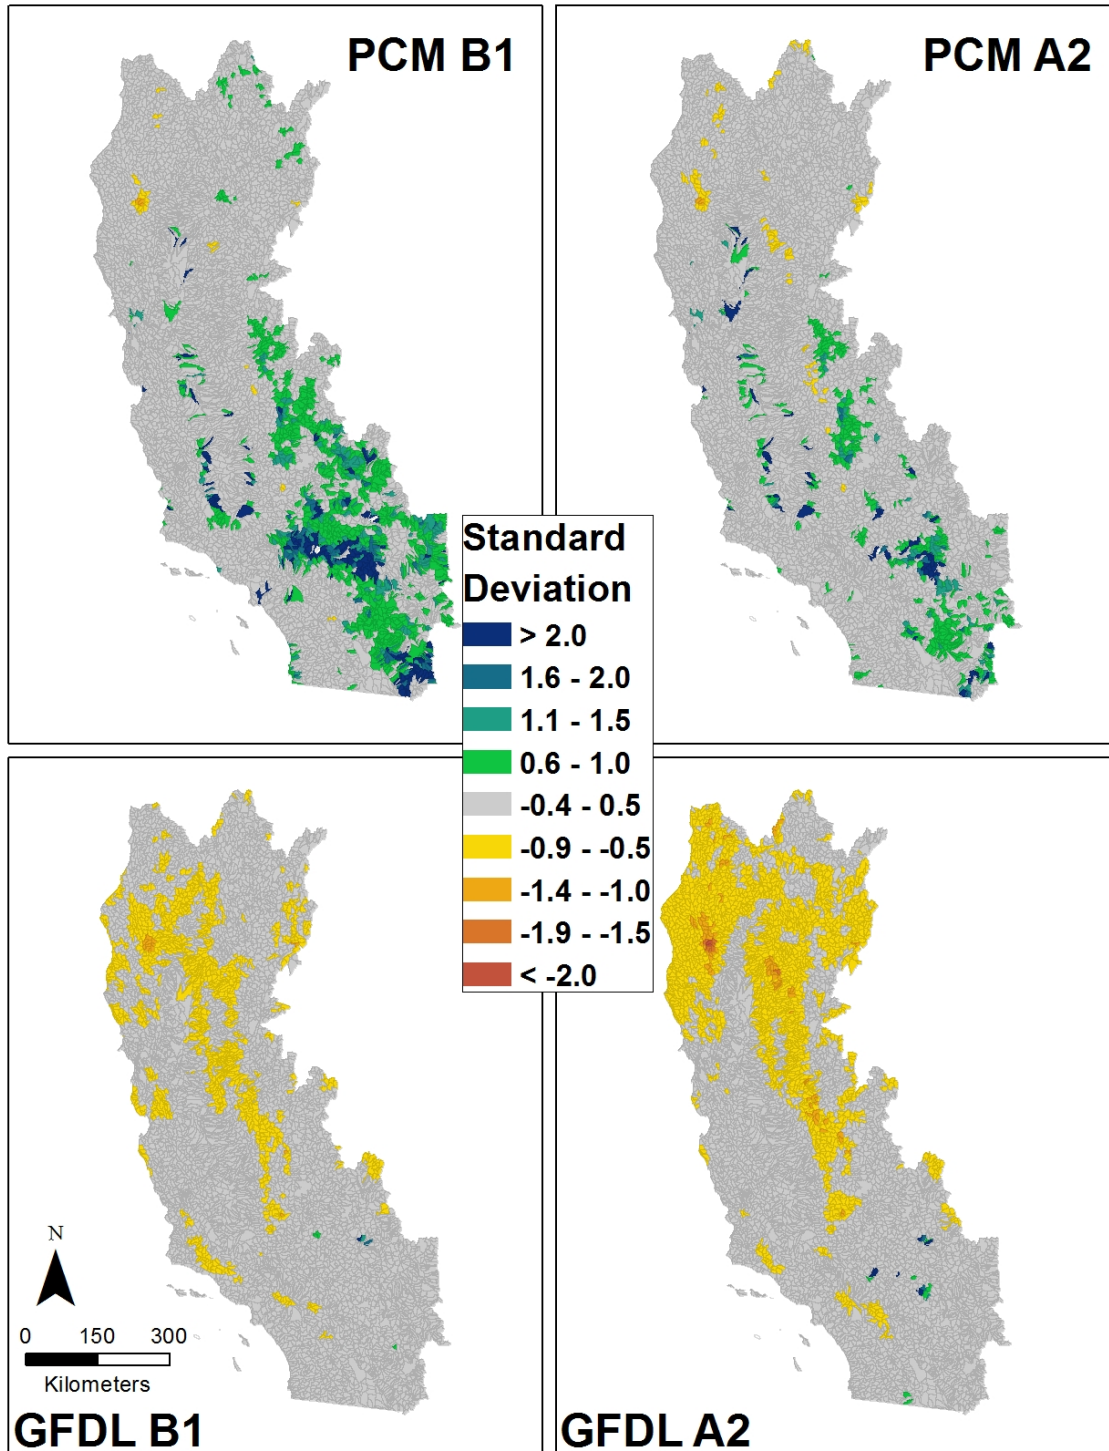 PCM B1
PCM A2
Standard
Deviation
> 2.0
1.6 - 2.0
1.1 - 1.5
0.6 - 1.0
-0.4 - 0.5
-0.9 - -0.5
-1.4 - -1.0
-1.9 - -1.5
< -2.0
N
0 150 300
Kilometers
GFDL B1
GFDL A2